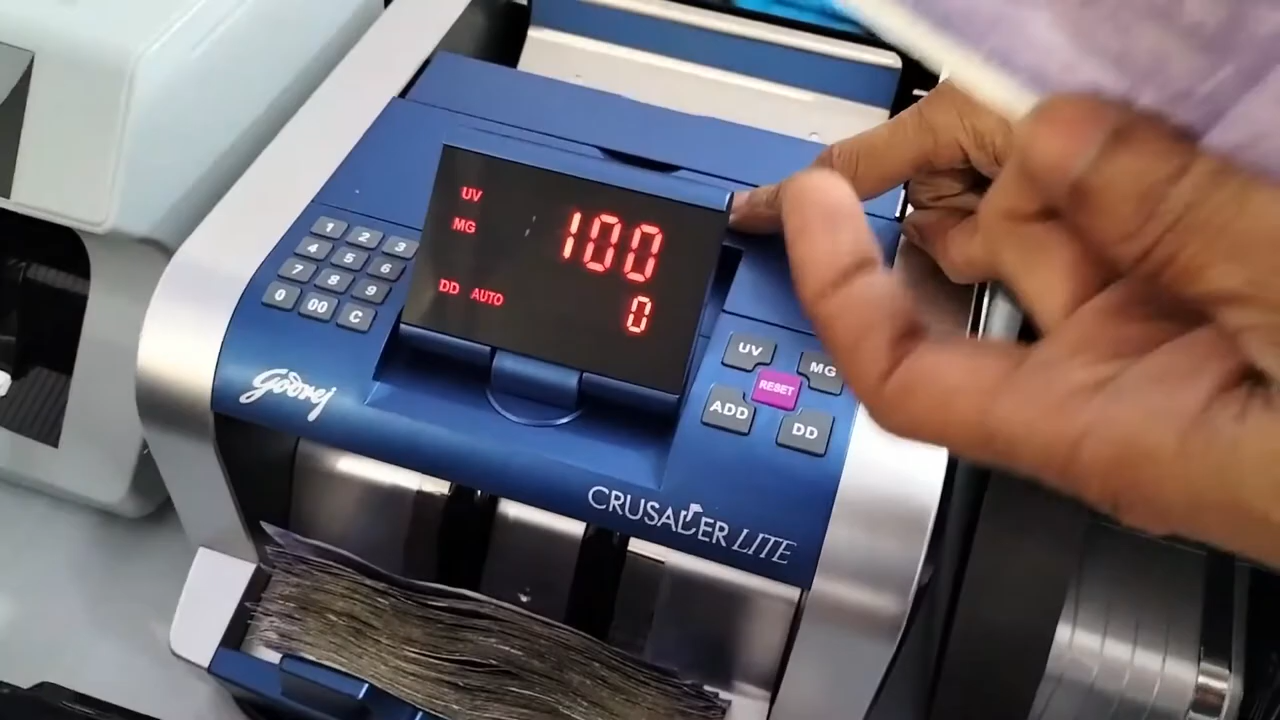 UV
MG
100
DD AUTO
0
1 2 3
4 5 6
7 8 9
0 00 C
UV
MG
RESET
ADD
DD
Godrej
CRUSADER LITE